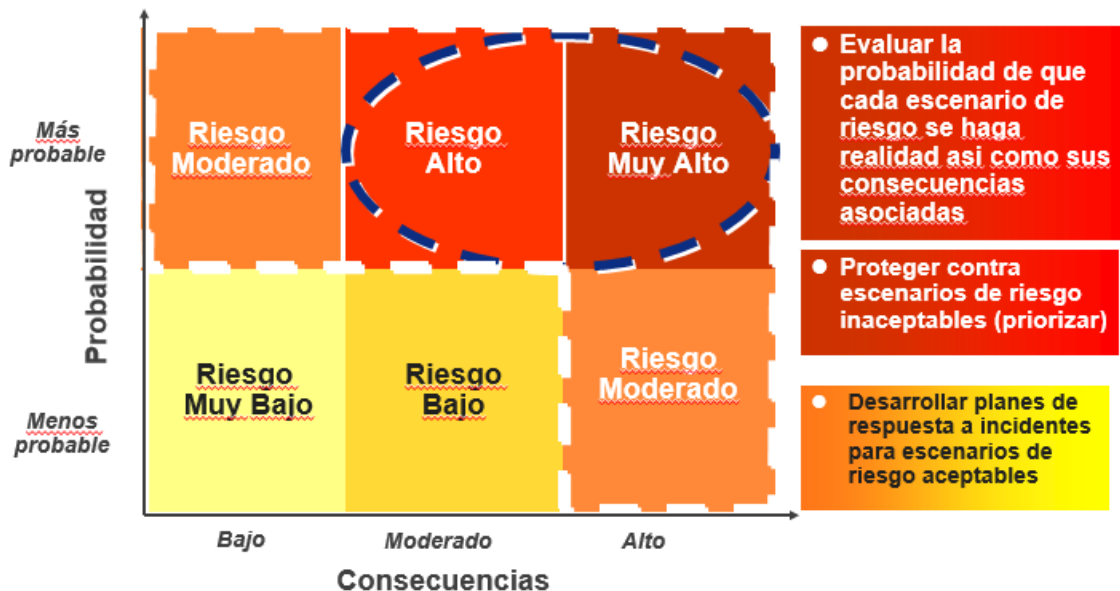 Más
probable
Probabilidad
Menos
probable
Riesgo
Moderado
Riesgo
Alto
Riesgo
Muy Alto
Riesgo
Muy Bajo
Riesgo
Bajo
Riesgo
Moderado
Bajo
Moderado
Alto
Consecuencias
Evaluar la
probabilidad de que
cada escenario de
riesgo se haga
realidad asi como sus
consecuencias
asociadas
Proteger contra
escenarios de riesgo
inaceptables (priorizar)
Desarrollar planes de
respuesta a incidentes
para escenarios de
riesgo aceptables